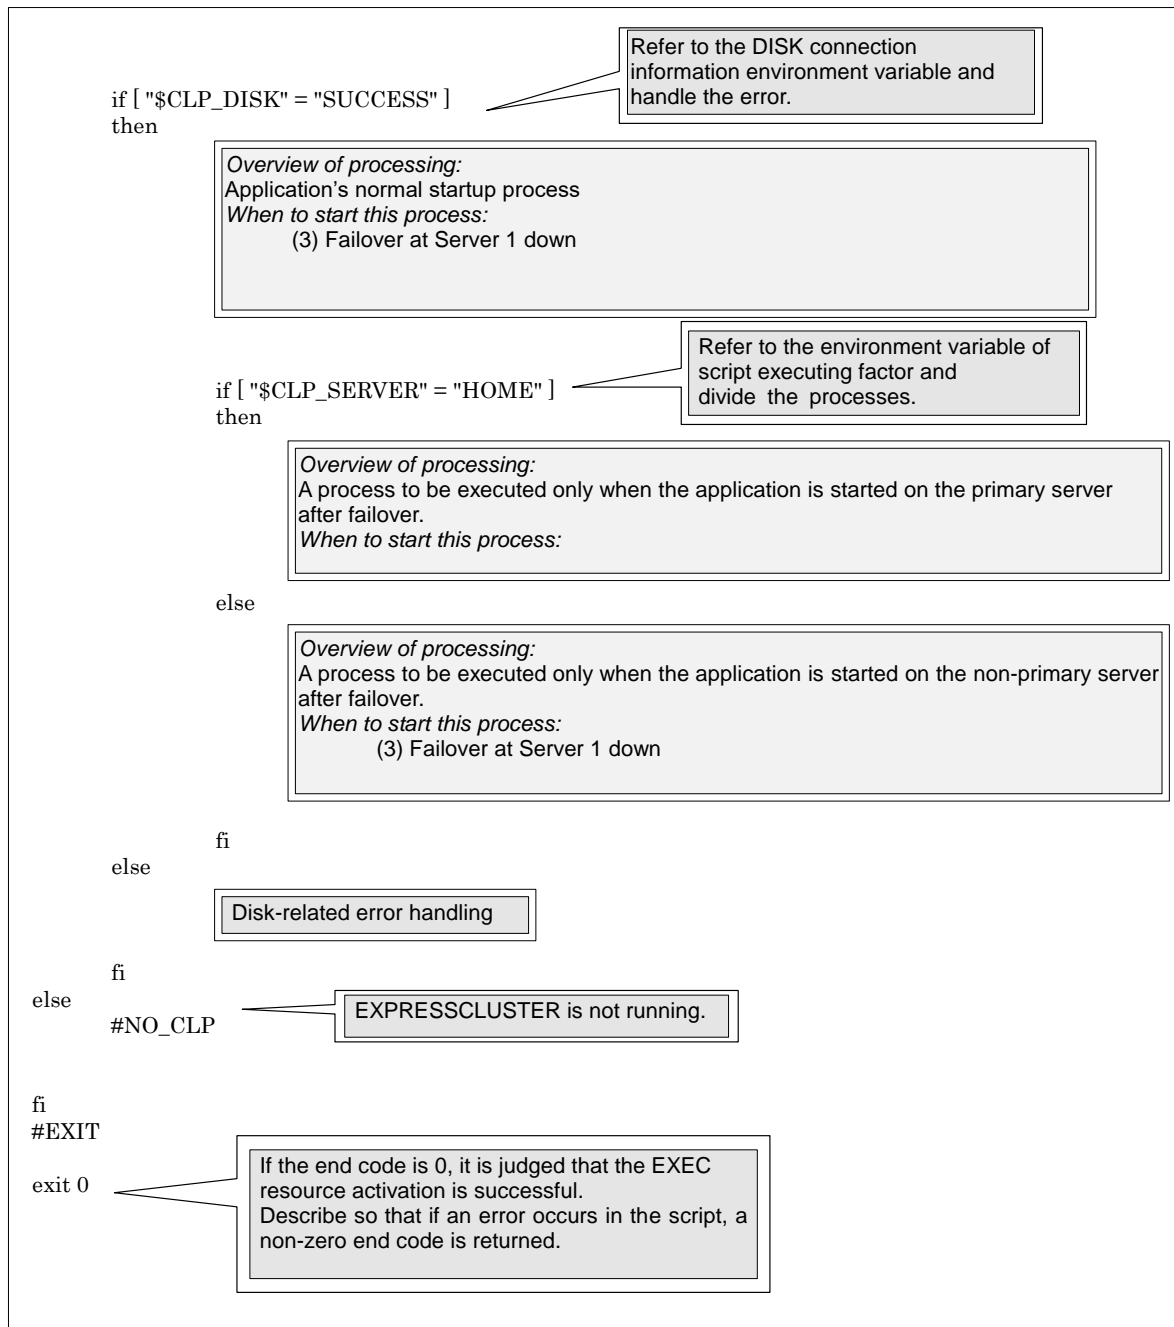 Refer to the DISK connection
information environment variable and
handle the error.
if [ "$CLP_DISK" = "SUCCESS" ]
then
Overview of processing:
Application’s normal startup process
When to start this process:
(3) Failover at Server 1 down
Refer to the environment variable of
script executing factor and
divide the processes.
if [ "$CLP_SERVER" = "HOME" ]
then
Overview of processing:
A process to be executed only when the application is started on the primary server
after failover.
When to start this process:
else
Overview of processing:
A process to be executed only when the application is started on the non-primary server
after failover.
When to start this process:
(3) Failover at Server 1 down
fi
else
Disk-related error handling
fi
else
EXPRESSCLUSTER is not running.
#NO_CLP
fi
#EXIT
If the end code is 0, it is judged that the EXEC
resource activation is successful.
Describe so that if an error occurs in the script, a
non-zero end code is returned.
exit 0